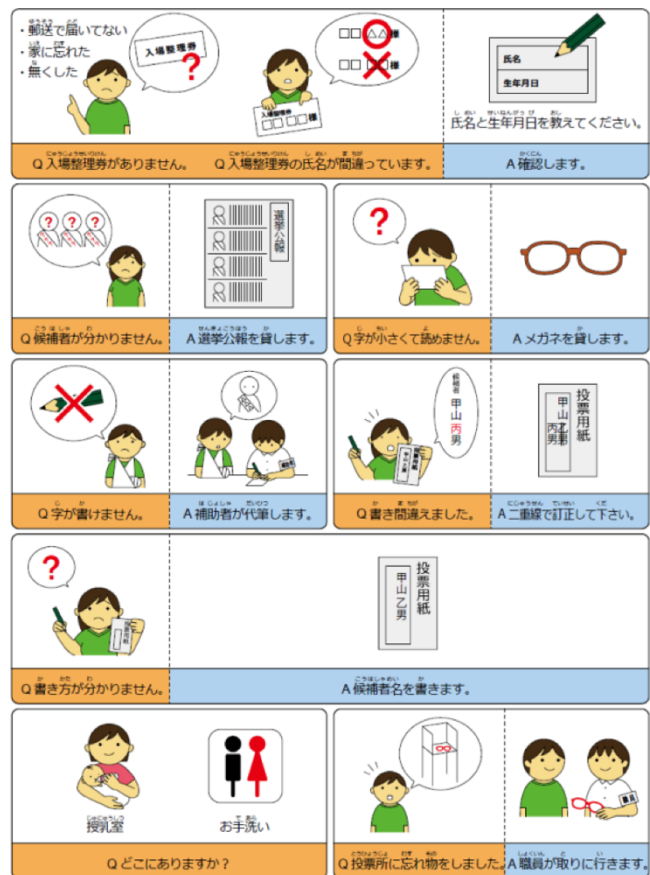 ・郵送で届いてない
・家に忘れた
・無くした
入場整理券
?
□□△△様
□□ 様
入場整理券
□□ □□様
氏名
生年月日
氏名と生年月日を教えてください。
Q 入場整理券がありません。
Q 入場整理券の氏名が間違っています。
A 確認します。
? ? ?
選挙公報
?
Q 候補者が分かりません。
A 選挙公報を貸します。
Q 字が小さくて読めません。
A メガネを貸します。
候補者 甲山丙男
投票用紙
甲山乙男
丙男
Q 字が書けません。
A 補助者が代筆します。
Q 書き間違えました。
A 二重線で訂正して下さい。
?
投票用紙
投票用紙
甲山乙男
Q 書き方が分かりません。
A 候補者名を書きます。
授乳室
お手洗い
職員
Q どこにありますか？
Q 投票所に忘れ物をしました。
A 職員が取りに行きます。